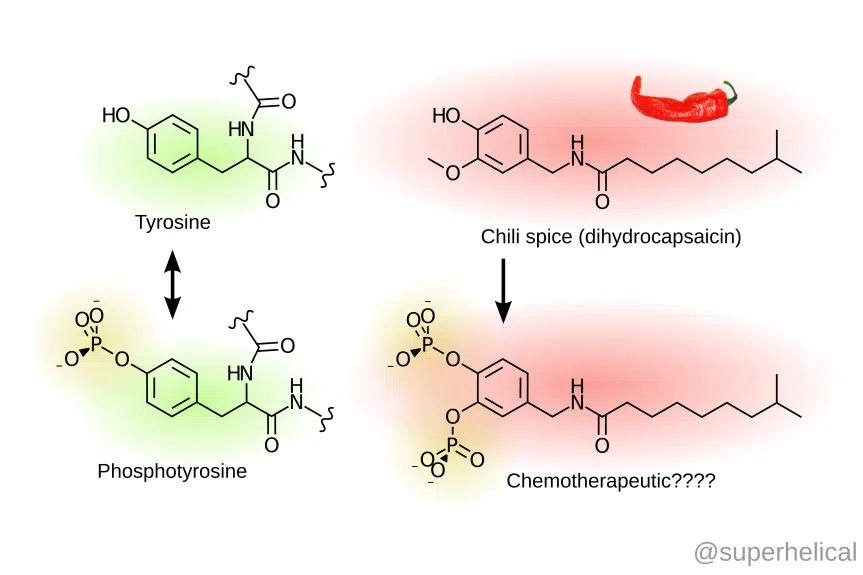 HO
HN
O
H
N
O
Tyrosine
HO
O
H
N
O
Chili spice (dihydrocapsaicin)
-
O
O
P
-
O
O
HN
O
H
N
O
Phosphotyrosine
-
O
O
P
-
O
O
O
P
O
-
O
O
-
H
N
O
Chemotherapeutic????
@superhelical